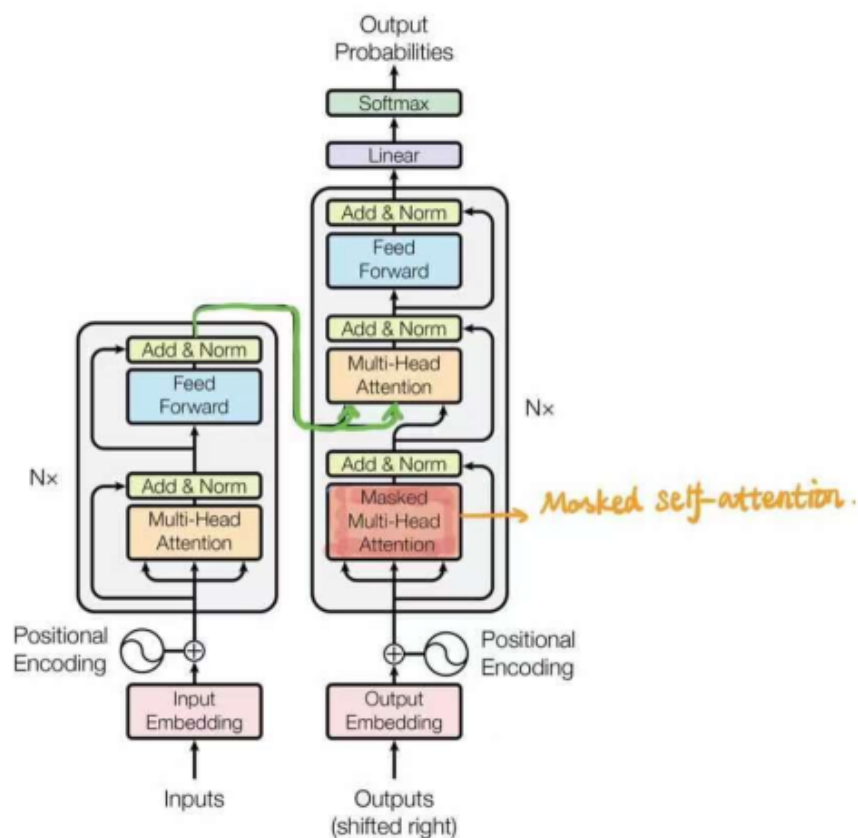 Output
Probabilities
Softmax
Linear
Add & Norm
Feed
Forward
Add & Norm
Multi-Head
Attention
Add & Norm
Masked
Multi-Head
Attention
N×
Masked self-attention.
Add & Norm
Feed
Forward
Add & Norm
Multi-Head
Attention
N×
Positional
Encoding
Positional
Encoding
Input
Embedding
Output
Embedding
Inputs
Outputs
(shifted right)